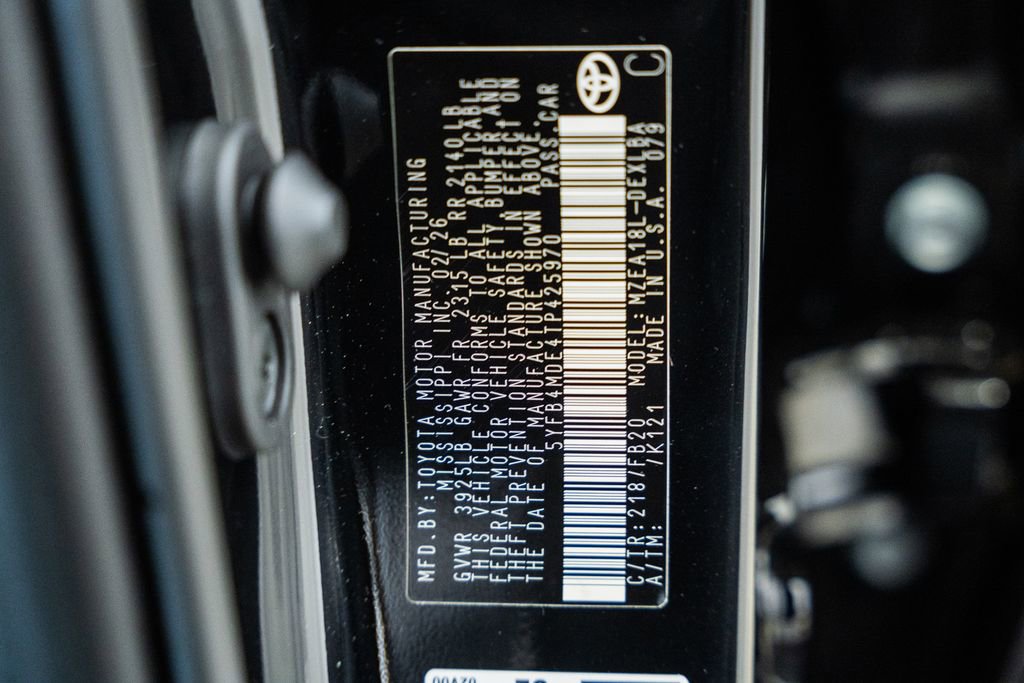 MFD.BY:TOYOTA MOTOR MANUFACTURING
MISSISSIPPI INC. 02/26
GVWR 3925LB GAWR FR 2315 LB RR 2140LB
THIS VEHICLE CONFORMS TO ALL APPLICABLE
FEDERAL MOTOR VEHICLE SAFETY BUMPER AND
THEFT PREVENTION STANDARDS IN EFFECT ON
THE DATE OF MANUFACTURE SHOWN ABOVE.
5YFB4MDE4TP425970 PASS.CAR
C/TR:218/FB20 MODEL:MZEA18L-DEXLBA
A/TM: /K121 MADE IN U.S.A. 079
C